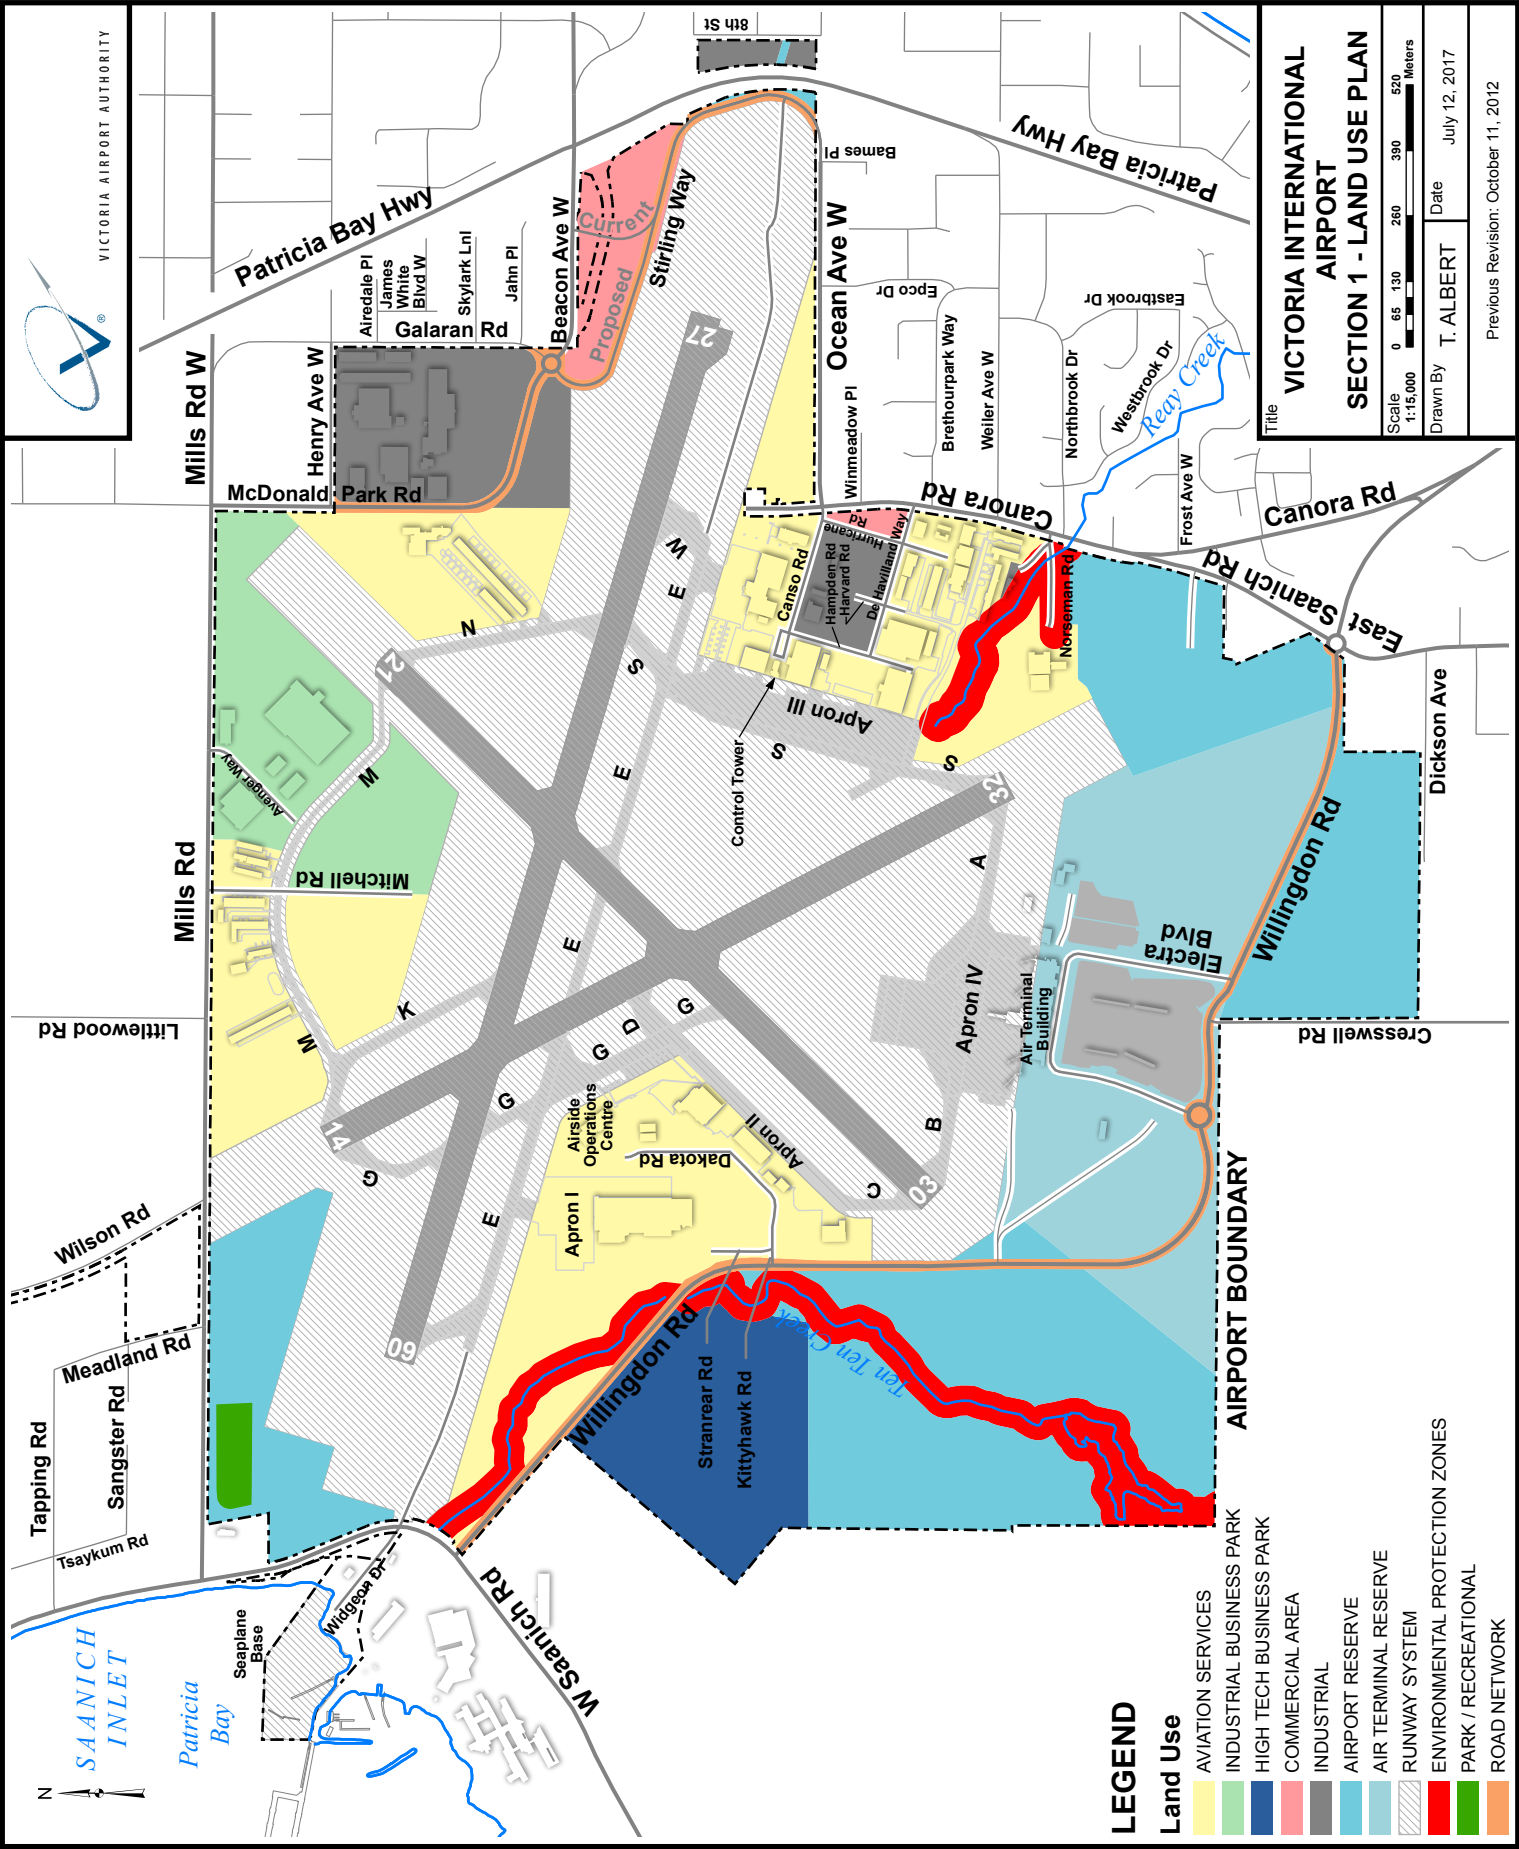 VICTORIA AIRPORT AUTHORITY
®
Title
VICTORIA INTERNATIONAL
AIRPORT
SECTION 1 - LAND USE PLAN
Scale
1:15,000
0 65 130 260 390 520
Meters
Drawn By
T. ALBERT
Date
July 12, 2017
Previous Revision: October 11, 2012
N
SAANICH
INLET
Patricia
Bay
Seaplane
Base
Widgeon Dr
W Saanich Rd
Tsaykum Rd
Tapping Rd
Sangster Rd
Meadland Rd
Wilson Rd
Littlewood Rd
Mills Rd
Mills Rd W
Mitchell Rd
Avenger Way
McDonald Park Rd
Henry Ave W
Galaran Rd
Airedale Pl
James
White
Blvd W
Skylark Lnl
Jahn Pl
Beacon Ave W
Patricia Bay Hwy
8th St
Current
Proposed
Stirling Way
Patricia Bay Hwy
Bames Pl
Ocean Ave W
Epco Dr
Winmeadow Pl
Brethourpark Way
Weiler Ave W
Northbrook Dr
Eastbrook Dr
Westbrook Dr
Reay Creek
Frost Ave W
Canora Rd
Canora Rd
East Saanich Rd
Hurricane
Rd
Canso Rd
Hampden Rd
Harvard Rd
De Havilland Way
Norseman Rd
Control Tower
Apron III
Dickson Ave
Willingdon Rd
Electra
Blvd
Cresswell Rd
Air Terminal
Building
Apron IV
Apron II
Apron I
Airside
Operations
Centre
Dakota Rd
Stranrear Rd
Kittyhawk Rd
Willingdon Rd
Ten Ten Creek
AIRPORT BOUNDARY
09
27
14
32
03
21
N
W
E
S
E
S
S
E
E
A
B
C
D
G
G
G
G
K
M
M
LEGEND
Land Use
AVIATION SERVICES
INDUSTRIAL BUSINESS PARK
HIGH TECH BUSINESS PARK
COMMERCIAL AREA
INDUSTRIAL
AIRPORT RESERVE
AIR TERMINAL RESERVE
RUNWAY SYSTEM
ENVIRONMENTAL PROTECTION ZONES
PARK / RECREATIONAL
ROAD NETWORK